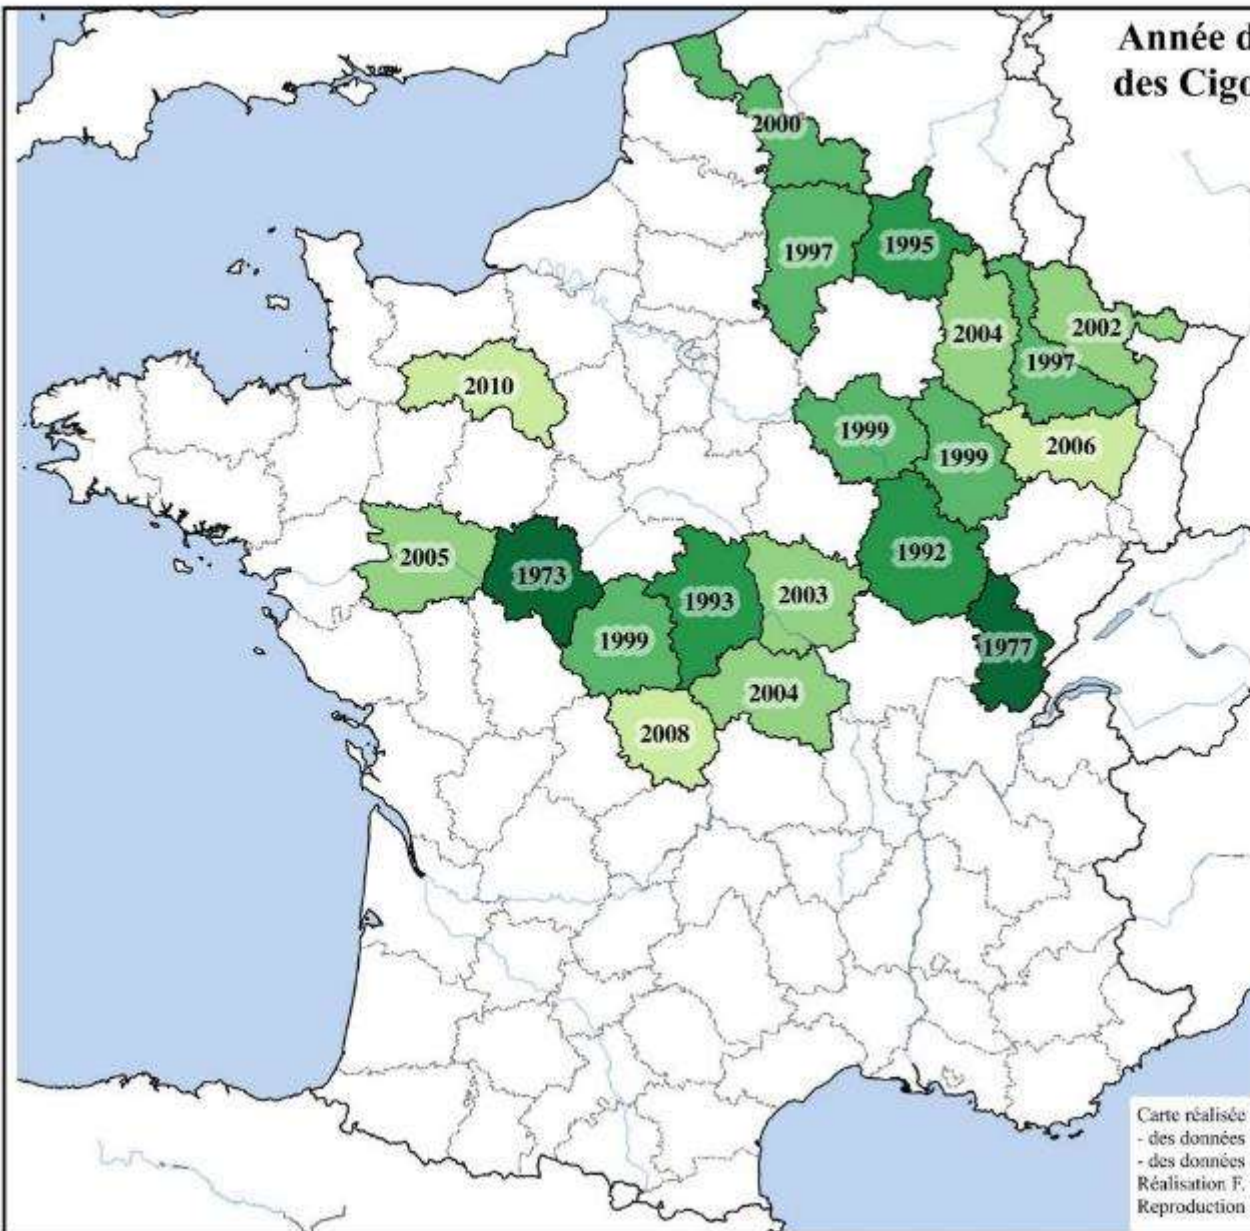 Année d
des Cigo
2000
1997
1995
2004
2002
1997
2010
1999
1999
2006
2005
1973
1992
1993
2003
1999
1977
2004
2008
Carte réalisée
- des données
- des données
Réalisation F.
Reproduction